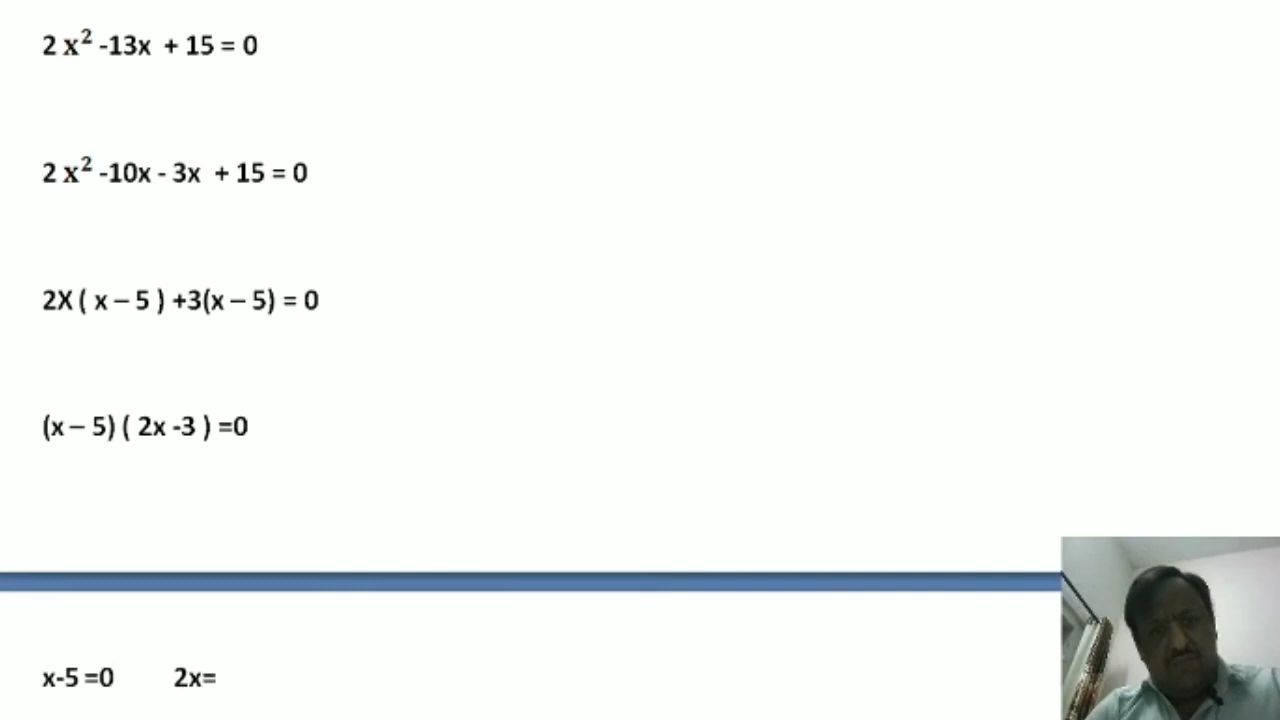 2 x² -13x + 15 = 0
2 x² -10x - 3x + 15 = 0
2X ( x – 5 ) +3(x – 5) = 0
(x – 5) ( 2x -3 ) =0
x-5 =0 2x=